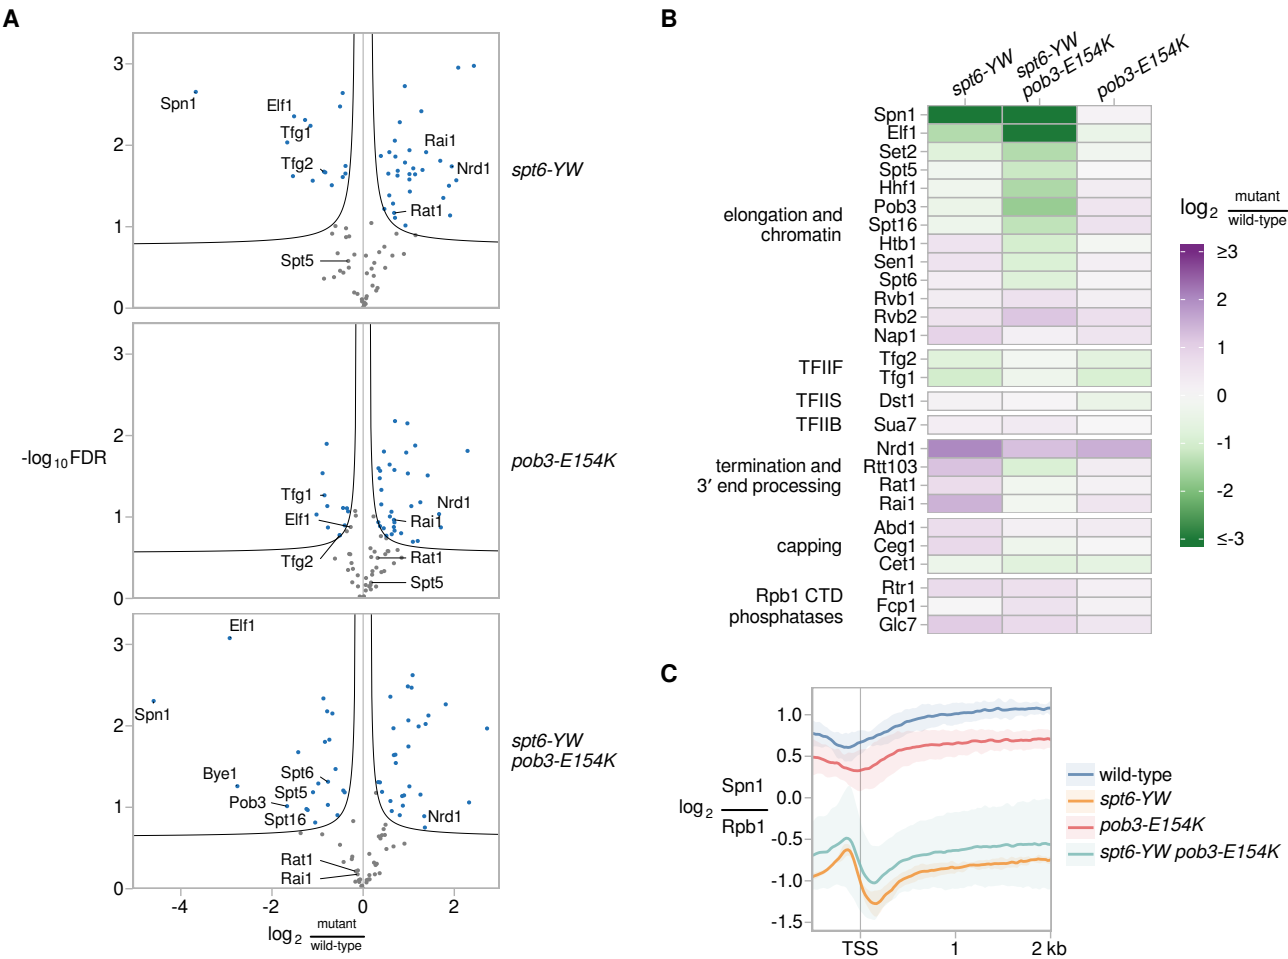 A
3
2
1
0
Spn1
Elf1
Tfg1
Tfg2
Rai1
Nrd1
Rat1
Spt5
spt6-YW
3
2
1
0
-log10FDR
Tfg1
Elf1
Tfg2
Nrd1
Rai1
Rat1
Spt5
pob3-E154K
3
2
1
0
Elf1
Spn1
Bye1
Pob3
Spt6
Spt5
Spt16
Nrd1
Rat1
Rai1
spt6-YW
pob3-E154K
-4
-2
0
2
log2 mutant
wild-type
B
spt6-YW
spt6-YW
pob3-E154K
pob3-E154K
elongation and
chromatin
Spn1
Elf1
Set2
Spt5
Hhf1
Pob3
Spt16
Htb1
Sen1
Spt6
Rvb1
Rvb2
Nap1
TFIIF
Tfg2
Tfg1
TFIIS
Dst1
TFIIB
Sua7
termination and
3′ end processing
Nrd1
Rtt103
Rat1
Rai1
capping
Abd1
Ceg1
Cet1
Rpb1 CTD
phosphatases
Rtr1
Fcp1
Glc7
log2 mutant
wild-type
≥3
2
1
0
-1
-2
≤-3
C
log2 Spn1
Rpb1
1.0
0.5
0.0
-0.5
-1.0
-1.5
TSS
1
2 kb
wild-type
spt6-YW
pob3-E154K
spt6-YW pob3-E154K